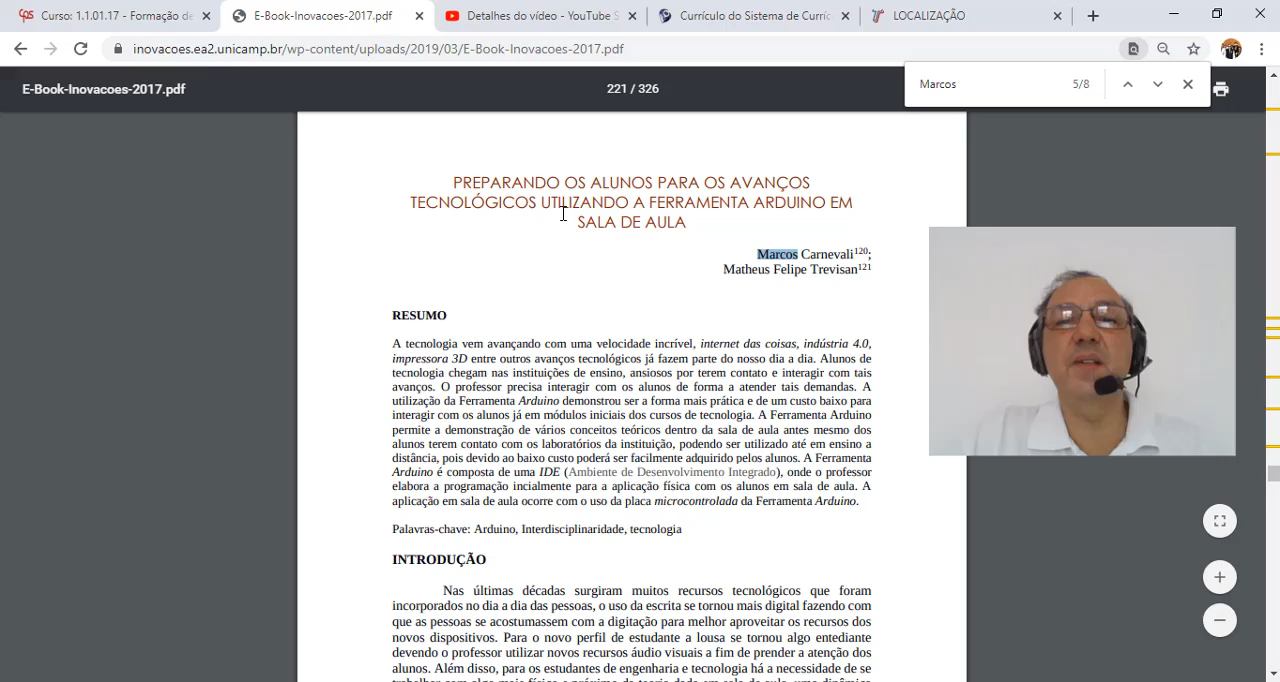 Curso: 1.1.01.17 - Formação de
E-Book-Inovacoes-2017.pdf
Detalhes do vídeo - YouTube S
Currículo do Sistema de Curríc
LOCALIZAÇÃO
inovacoes.ea2.unicamp.br/wp-content/uploads/2019/03/E-Book-Inovacoes-2017.pdf
Marcos 5/8
E-Book-Inovacoes-2017.pdf
221 / 326
PREPARANDO OS ALUNOS PARA OS AVANÇOS
TECNOLÓGICOS UTILIZANDO A FERRAMENTA ARDUINO EM
SALA DE AULA
Marcos Carnevali120;
Matheus Felipe Trevisan121
RESUMO
A tecnologia vem avançando com uma velocidade incrível, internet das coisas, indústria 4.0,
impressora 3D entre outros avanços tecnológicos já fazem parte do nosso dia a dia. Alunos de
tecnologia chegam nas instituições de ensino, ansiosos por terem contato e interagir com tais
avanços. O professor precisa interagir com os alunos de forma a atender tais demandas. A
utilização da Ferramenta Arduino demonstrou ser a forma mais prática e de um custo baixo para
interagir com os alunos já em módulos iniciais dos cursos de tecnologia. A Ferramenta Arduino
permite a demonstração de vários conceitos teóricos dentro da sala de aula antes mesmo dos
alunos terem contato com os laboratórios da instituição, podendo ser utilizado até em ensino a
distância, pois devido ao baixo custo poderá ser facilmente adquirido pelos alunos. A Ferramenta
Arduino é composta de uma IDE (Ambiente de Desenvolvimento Integrado), onde o professor
elabora a programação incialmente para a aplicação física com os alunos em sala de aula. A
aplicação em sala de aula ocorre com o uso da placa microcontrolada da Ferramenta Arduino.
Palavras-chave: Arduino, Interdisciplinaridade, tecnologia
INTRODUÇÃO
Nas últimas décadas surgiram muitos recursos tecnológicos que foram
incorporados no dia a dia das pessoas, o uso da escrita se tornou mais digital fazendo com
que as pessoas se acostumassem com a digitação para melhor aproveitar os recursos dos
novos dispositivos. Para o novo perfil de estudante a lousa se tornou algo entediante
devendo o professor utilizar novos recursos áudio visuais a fim de prender a atenção dos
alunos. Além disso, para os estudantes de engenharia e tecnologia há a necessidade de se